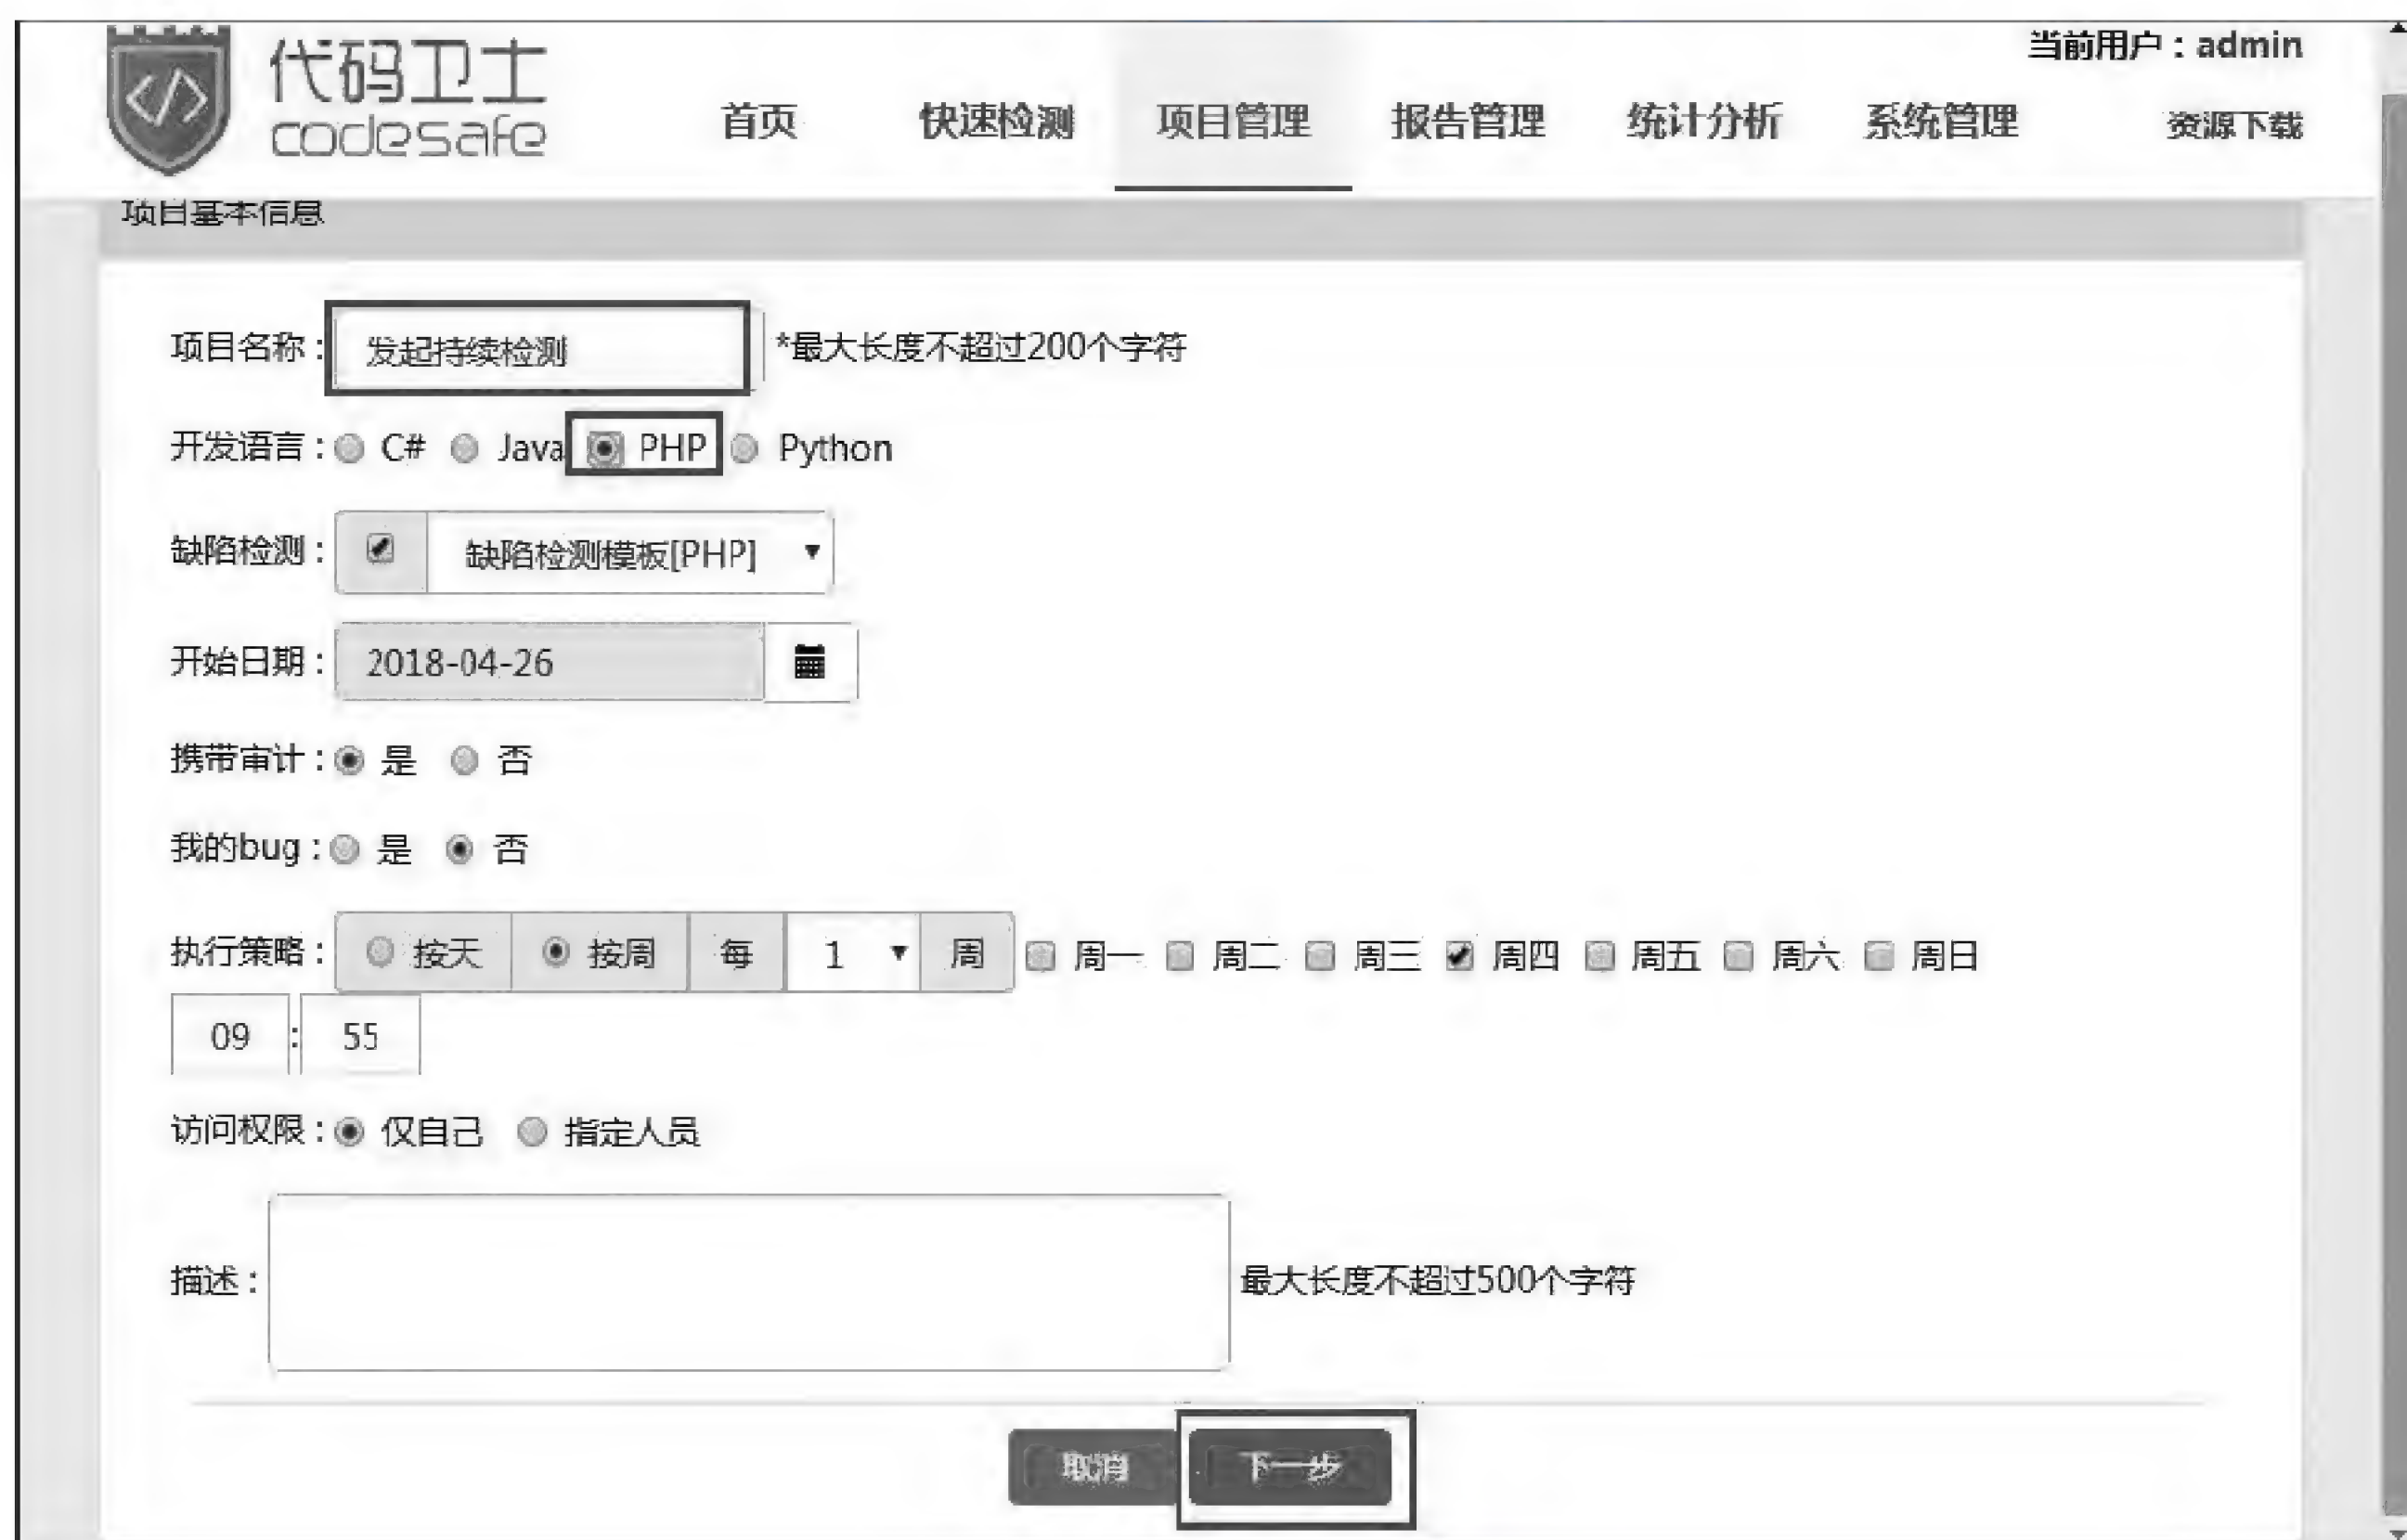 代码卫士
codesafe
当前用户：admin
首页 快速检测 项目管理 报告管理 统计分析 系统管理 资源下载
项目基本信息
项目名称： 发起持续检测 *最大长度不超过200个字符
开发语言： C# Java PHP Python
缺陷检测： 缺陷检测模板[PHP]
开始日期： 2018-04-26
携带审计： 是 否
我的bug： 是 否
执行策略： 按天 按周 每 1 周 周一 周二 周三 周四 周五 周六 周日
09 : 55
访问权限： 仅自己 指定人员
描述： 最大长度不超过500个字符
取消 下一步